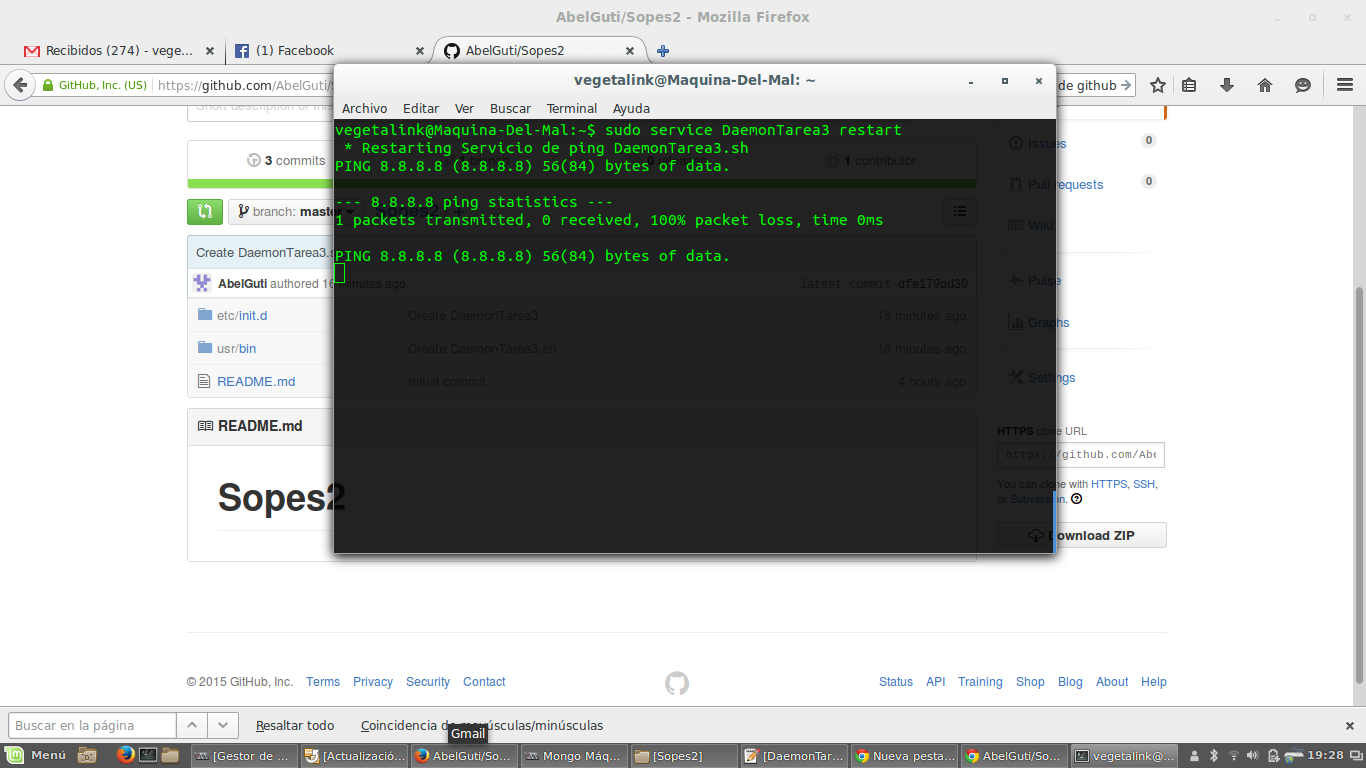 AbelGuti/Sopes2 - Mozilla Firefox
Recibidos (274) - vege...
(1) Facebook
AbelGuti/Sopes2
GitHub, Inc. (US)
https://github.com/AbelGuti/
de github
vegetalink@Maquina-Del-Mal: ~
Archivo Editar Ver Buscar Terminal Ayuda
vegetalink@Maquina-Del-Mal:~$ sudo service DaemonTarea3 restart
* Restarting Servicio de ping DaemonTarea3.sh
PING 8.8.8.8 (8.8.8.8) 56(84) bytes of data.
--- 8.8.8.8 ping statistics ---
1 packets transmitted, 0 received, 100% packet loss, time 0ms
PING 8.8.8.8 (8.8.8.8) 56(84) bytes of data.
Short description of this
3 commits
1 contributor
branch: master
Sopes2
Create DaemonTarea3.s
AbelGuti authored 16 minutes ago
latest commit dfe179dd30
etc/init.d
Create DaemonTarea3
18 minutes ago
usr/bin
Create DaemonTarea3.sh
16 minutes ago
README.md
Initial commit
4 hours ago
README.md
Sopes2
Issues 0
Pull requests 0
Wiki
Pulse
Graphs
Settings
HTTPS clone URL
https://github.com/Abe
You can clone with HTTPS, SSH,
or Subversion.
Download ZIP
© 2015 GitHub, Inc. Terms Privacy Security Contact
Status API Training Shop Blog About Help
Buscar en la página
Resaltar todo
Coincidencia de mayúsculas/minúsculas
Gmail
Menú
[Gestor de ...
[Actualizació...
AbelGuti/So...
Mongo Máq...
[Sopes2]
[DaemonTar...
Nueva pesta...
AbelGuti/So...
vegetalink@...
19:28